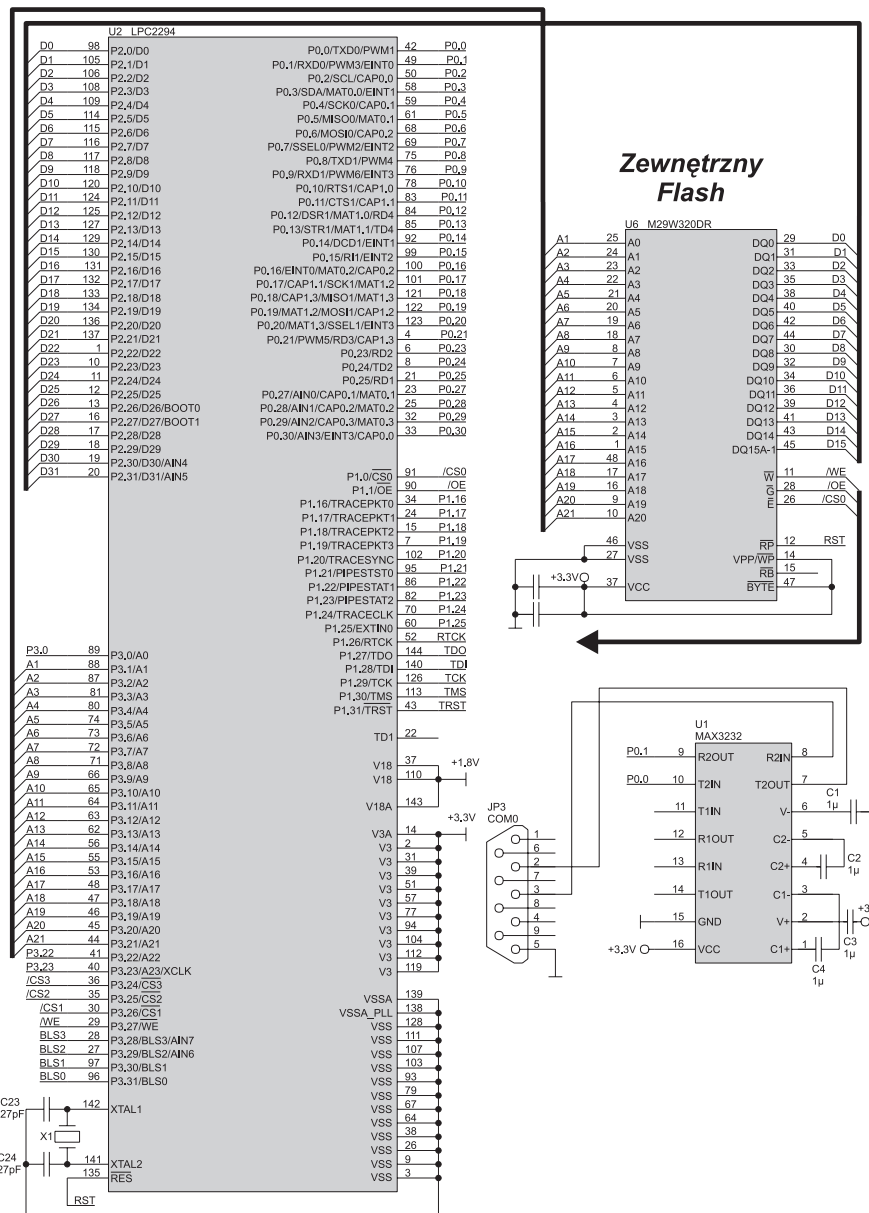 U2 LPC2294
D0 98 P2.0/D0 P0.0/TXD0/PWM1 42 P0.0
D1 105 P2.1/D1 P0.1/RXD0/PWM3/EINT0 49 P0.1
D2 106 P2.2/D2 P0.2/SCL/CAP0.0 50 P0.2
D3 108 P2.3/D3 P0.3/SDA/MAT0.0/EINT1 58 P0.3
D4 109 P2.4/D4 P0.4/SCK0/CAP0.1 59 P0.4
D5 114 P2.5/D5 P0.5/MISO0/MAT0.1 61 P0.5
D6 115 P2.6/D6 P0.6/MOSI0/CAP0.2 68 P0.6
D7 116 P2.7/D7 P0.7/SSEL0/PWM2/EINT2 69 P0.7
D8 117 P2.8/D8 P0.8/TXD1/PWM4 75 P0.8
D9 118 P2.9/D9 P0.9/RXD1/PWM6/EINT3 76 P0.9
D10 120 P2.10/D10 P0.10/RTS1/CAP1.0 78 P0.10
D11 124 P2.11/D11 P0.11/CTS1/CAP1.1 83 P0.11
D12 125 P2.12/D12 P0.12/DSR1/MAT1.0/RD4 84 P0.12
D13 127 P2.13/D13 P0.13/STR1/MAT1.1/TD4 85 P0.13
D14 129 P2.14/D14 P0.14/DCD1/EINT1 92 P0.14
D15 130 P2.15/D15 P0.15/RI1/EINT2 99 P0.15
D16 131 P2.16/D16 P0.16/EINT0/MAT0.2/CAP0.2 100 P0.16
D17 132 P2.17/D17 P0.17/CAP1.1/SCK1/MAT1.2 101 P0.17
D18 133 P2.18/D18 P0.18/CAP1.3/MISO1/MAT1.3 121 P0.18
D19 134 P2.19/D19 P0.19/MAT1.2/MOSI1/CAP1.2 122 P0.19
D20 136 P2.20/D20 P0.20/MAT1.3/SSEL1/EINT3 123 P0.20
D21 137 P2.21/D21 P0.21/PWM5/RD3/CAP1.3 4 P0.21
D22 1 P2.22/D22 P0.23/RD2 6 P0.23
D23 10 P2.23/D23 P0.24/TD2 8 P0.24
D24 11 P2.24/D24 P0.25/RD1 21 P0.25
D25 12 P2.25/D25 P0.27/AIN0/CAP0.1/MAT0.1 23 P0.27
D26 13 P2.26/D26/BOOT0 P0.28/AIN1/CAP0.2/MAT0.2 25 P0.28
D27 16 P2.27/D27/BOOT1 P0.29/AIN2/CAP0.3/MAT0.3 32 P0.29
D28 17 P2.28/D28 P0.30/AIN3/EINT3/CAP0.0 33 P0.30
D29 18 P2.29/D29
D30 19 P2.30/D30/AIN4
D31 20 P2.31/D31/AIN5
P1.0/CS0 91 /CS0
P1.1/OE 90 /OE
P1.16/TRACEPKT0 34 P1.16
P1.17/TRACEPKT1 24 P1.17
P1.18/TRACEPKT2 15 P1.18
P1.19/TRACEPKT3 7 P1.19
P1.20/TRACESYNC 102 P1.20
P1.21/PIPESTST0 95 P1.21
P1.22/PIPESTAT1 86 P1.22
P1.23/PIPESTAT2 82 P1.23
P1.24/TRACECLK 70 P1.24
P1.25/EXTIN0 60 P1.25
P1.26/RTCK 52 RTCK
P1.27/TDO 144 TDO
P1.28/TDI 140 TDI
P1.29/TCK 126 TCK
P1.30/TMS 113 TMS
P1.31/TRST 43 TRST
P3.0 89 P3.0/A0
A1 88 P3.1/A1
A2 87 P3.2/A2
A3 81 P3.3/A3
A4 80 P3.4/A4
A5 74 P3.5/A5
A6 73 P3.6/A6 TD1 22
A7 72 P3.7/A7
A8 71 P3.8/A8 V18 37 +1.8V
A9 66 P3.9/A9 V18 110
A10 65 P3.10/A10
A11 64 P3.11/A11 V18A 143
A12 63 P3.12/A12
A13 62 P3.13/A13 V3A 14 +3.3V
A14 56 P3.14/A14 V3 2
A15 55 P3.15/A15 V3 31
A16 53 P3.16/A16 V3 39
A17 48 P3.17/A17 V3 51
A18 47 P3.18/A18 V3 57
A19 46 P3.19/A19 V3 77
A20 45 P3.20/A20 V3 94
A21 44 P3.21/A21 V3 104
P3.22 41 P3.22/A22 V3 112
P3.23 40 P3.23/A23/XCLK V3 119
/CS3 36 P3.24/CS3
/CS2 35 P3.25/CS2 VSSA 139
/CS1 30 P3.26/CS1 VSSA_PLL 138
/WE 29 P3.27/WE VSS 128
BLS3 28 P3.28/BLS3/AIN7 VSS 111
BLS2 27 P3.29/BLS2/AIN6 VSS 107
BLS1 97 P3.30/BLS1 VSS 103
BLS0 96 P3.31/BLS0 VSS 93
VSS 79
C23 27pF 142 XTAL1 VSS 67
VSS 64
X1 VSS 38
VSS 26
C24 27pF 141 XTAL2 VSS 9
135 RES VSS 3
RST
Zewnętrzny
Flash
U6 M29W320DR
A1 25 A0 DQ0 29 D0
A2 24 A1 DQ1 31 D1
A3 23 A2 DQ2 33 D2
A4 22 A3 DQ3 35 D3
A5 21 A4 DQ4 38 D4
A6 20 A5 DQ5 40 D5
A7 19 A6 DQ6 42 D6
A8 18 A7 DQ7 44 D7
A9 8 A8 DQ8 30 D8
A10 7 A9 DQ9 32 D9
A11 6 A10 DQ10 34 D10
A12 5 A11 DQ11 36 D11
A13 4 A12 DQ12 39 D12
A14 3 A13 DQ13 41 D13
A15 2 A14 DQ14 43 D14
A16 1 A15 DQ15A-1 45 D15
A17 48 A16
A18 17 A17 W 11 /WE
A19 16 A18 G 28 /OE
A20 9 A19 E 26 /CS0
A21 10 A20
46 VSS RP 12 RST
27 VSS VPP/WP 14
RB 15
+3.3V 37 VCC BYTE 47
U1
MAX3232
P0.1 9 R2OUT R2IN 8
P0.0 10 T2IN T2OUT 7
11 T1IN V- 6 C1 1µ
12 R1OUT C2- 5
13 R1IN C2+ 4 C2 1µ
14 T1OUT C1- 3
15 GND V+ 2 C3 1µ +3
+3.3V 16 VCC C1+ 1 C4 1µ
JP3
COM0
1
6
2
7
3
8
4
9
5